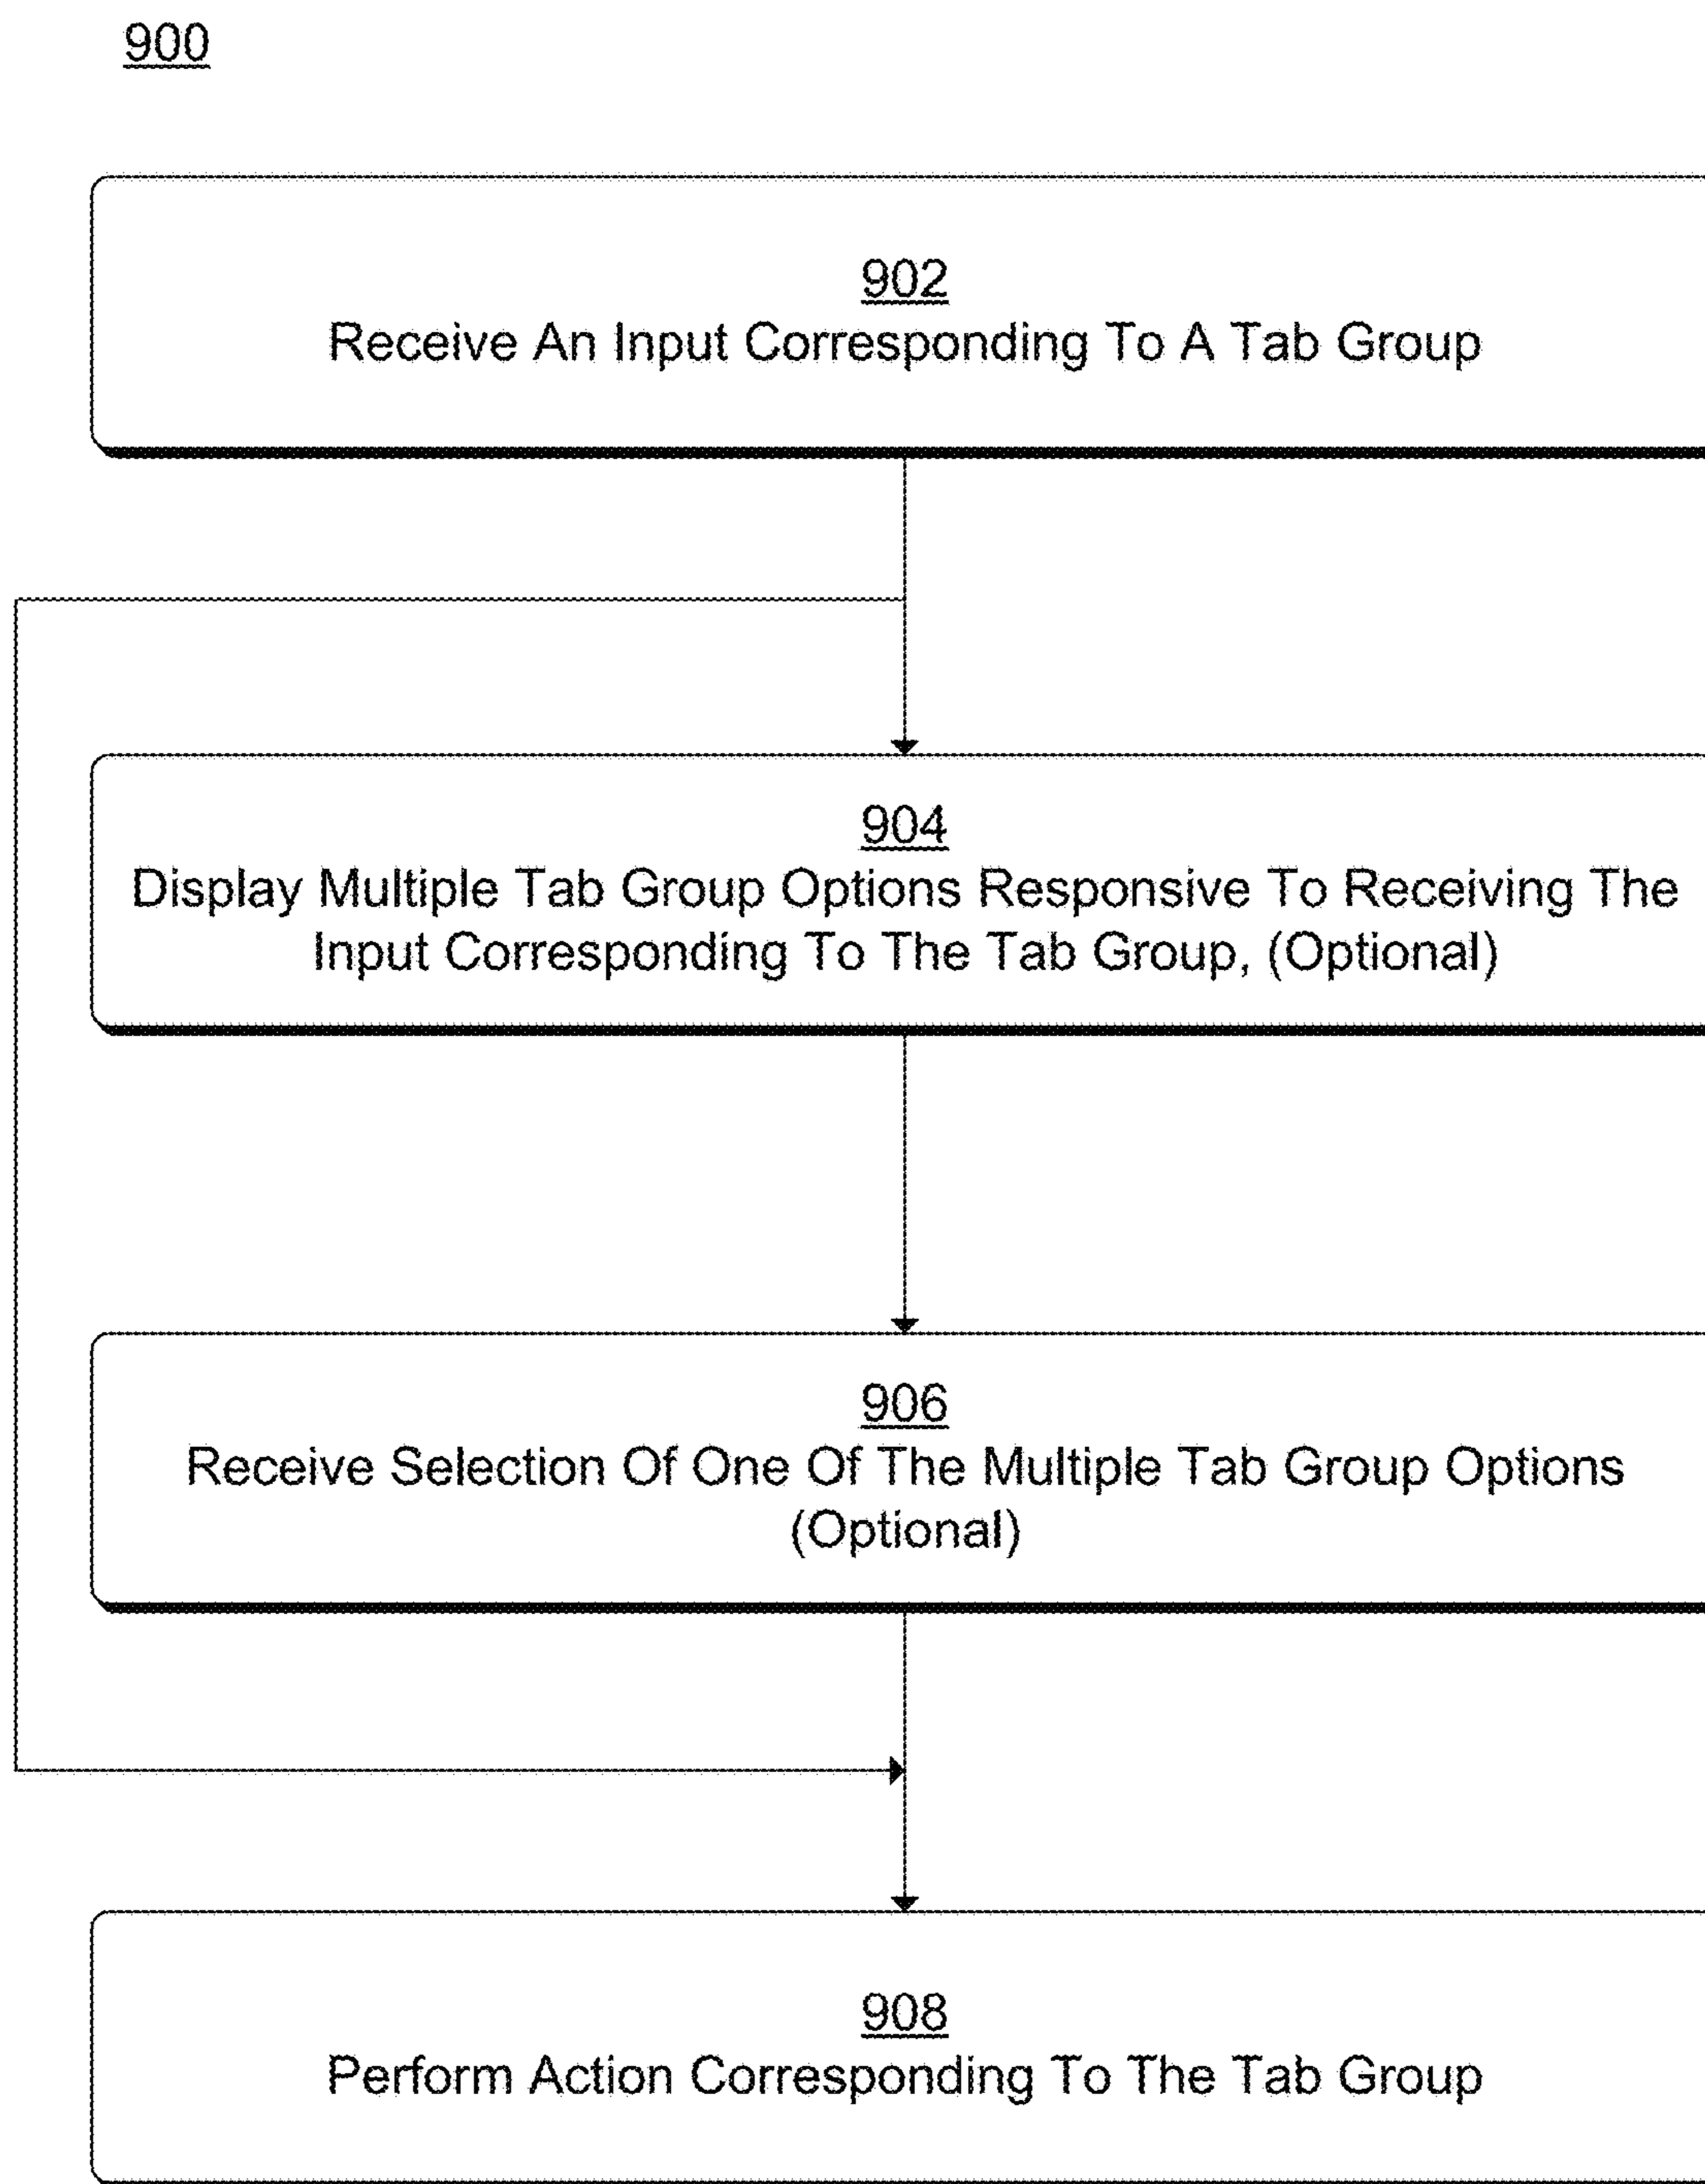 900
902
Receive An Input Corresponding To A Tab Group
904
Display Multiple Tab Group Options Responsive To Receiving The
Input Corresponding To The Tab Group, (Optional)
906
Receive Selection Of One Of The Multiple Tab Group Options
(Optional)
908
Perform Action Corresponding To The Tab Group